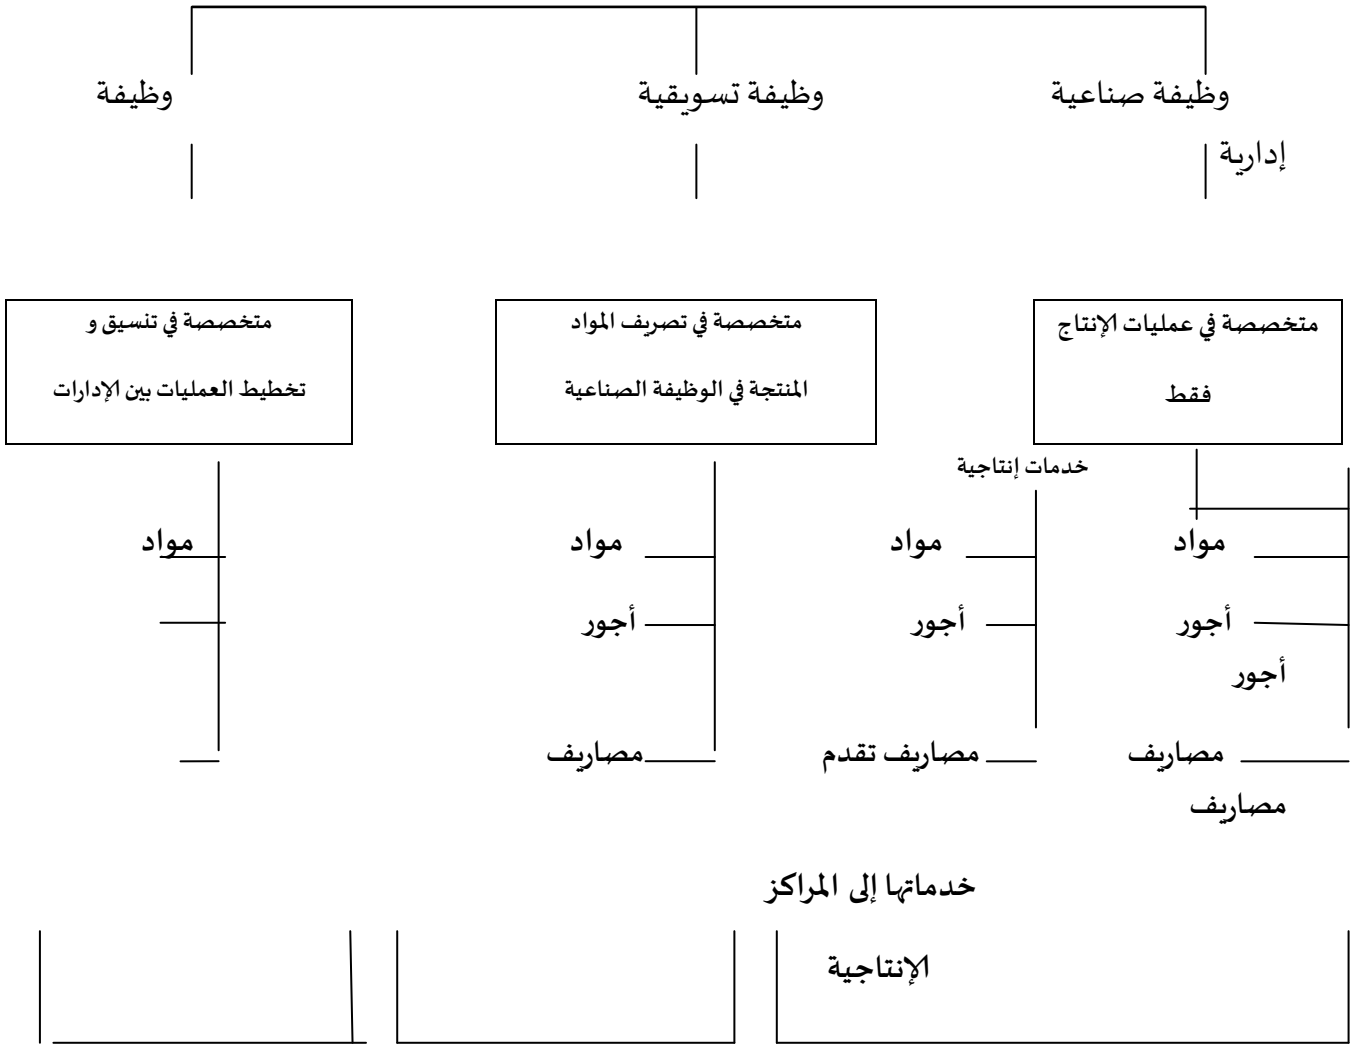 وظيفة صناعية وظيفة تسويقية وظيفة
إدارية
متخصصة في عمليات الإنتاج
فقط
متخصصة في تصريف المواد
المنتجة في الوظيفة الصناعية
متخصصة في تنسيق و
تخطيط العمليات بين الإدارات
خدمات إنتاجية
مواد مواد مواد مواد
أجور أجور أجور
أجور
مصاريف مصاريف تقدم مصاريف
مصاريف
خدماتها إلى المراكز
الإنتاجية